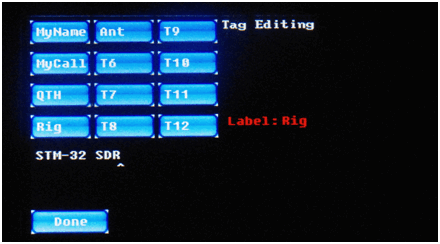 MyName Ant T9 Tag Editing
MyCall T6 T10
QTH T7 T11
Rig T8 T12 Label: Rig
STM-32 SDR
^
Done